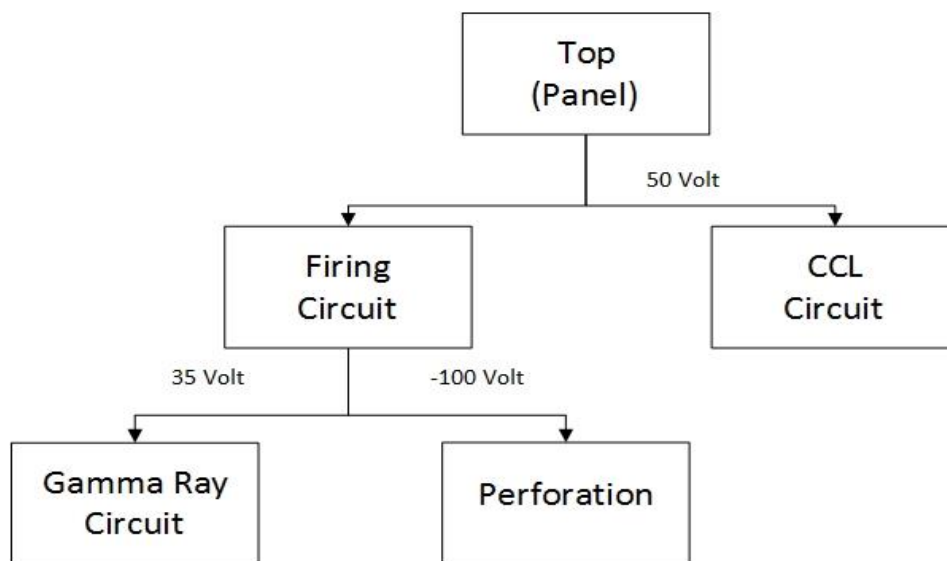 Top
(Panel)
50 Volt
Firing
Circuit
CCL
Circuit
35 Volt
-100 Volt
Gamma Ray
Circuit
Perforation